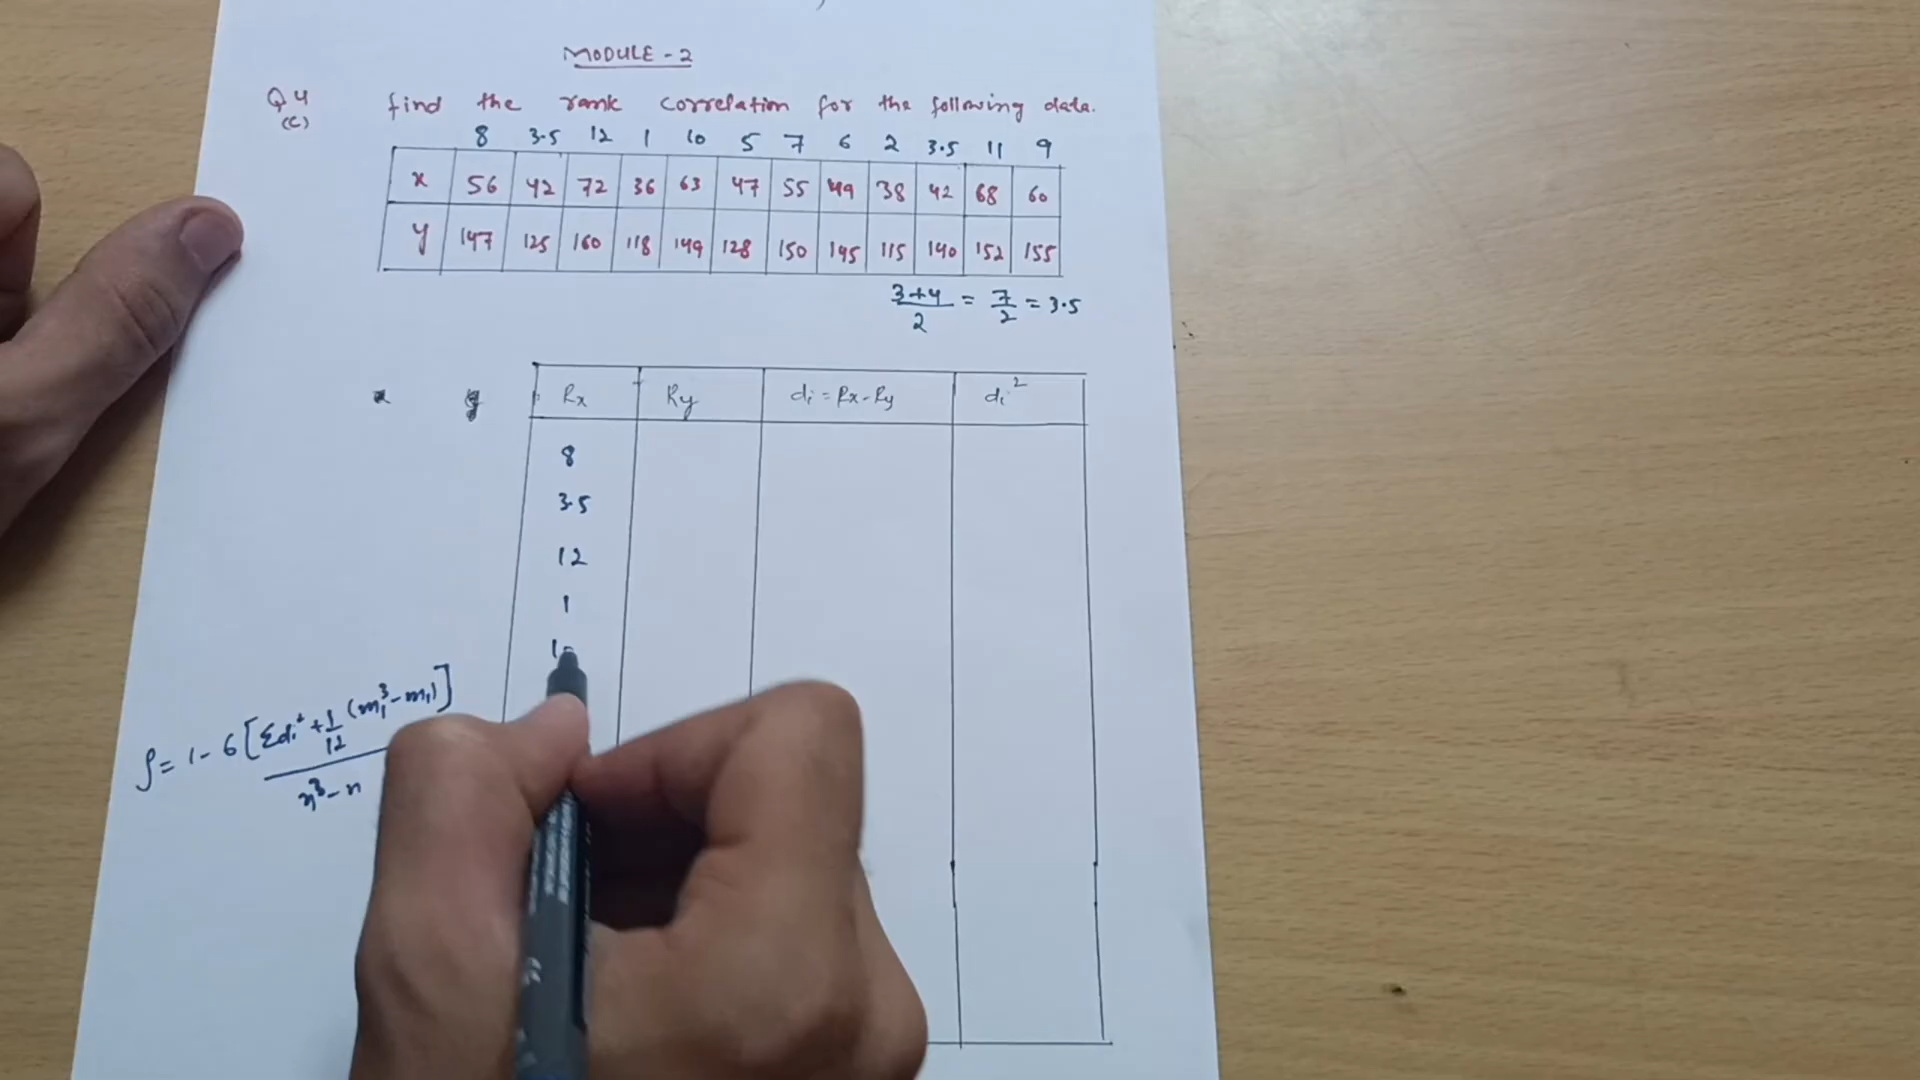 MODULE - 2
Q4 find the rank correlation for the following data.
(C)
8 3.5 12 1 10 5 7 6 2 3.5 11 9
x 56 42 72 36 63 47 55 49 38 42 68 60
y 147 125 160 118 149 128 150 145 115 140 152 155
3+4/2 = 7/2 = 3.5
Rx Ry di = Rx - Ry di²
8
3.5
12
1
10
ρ = 1 - 6[Σdi² + 1/12 (m₁³ - m₁)]
n³ - n